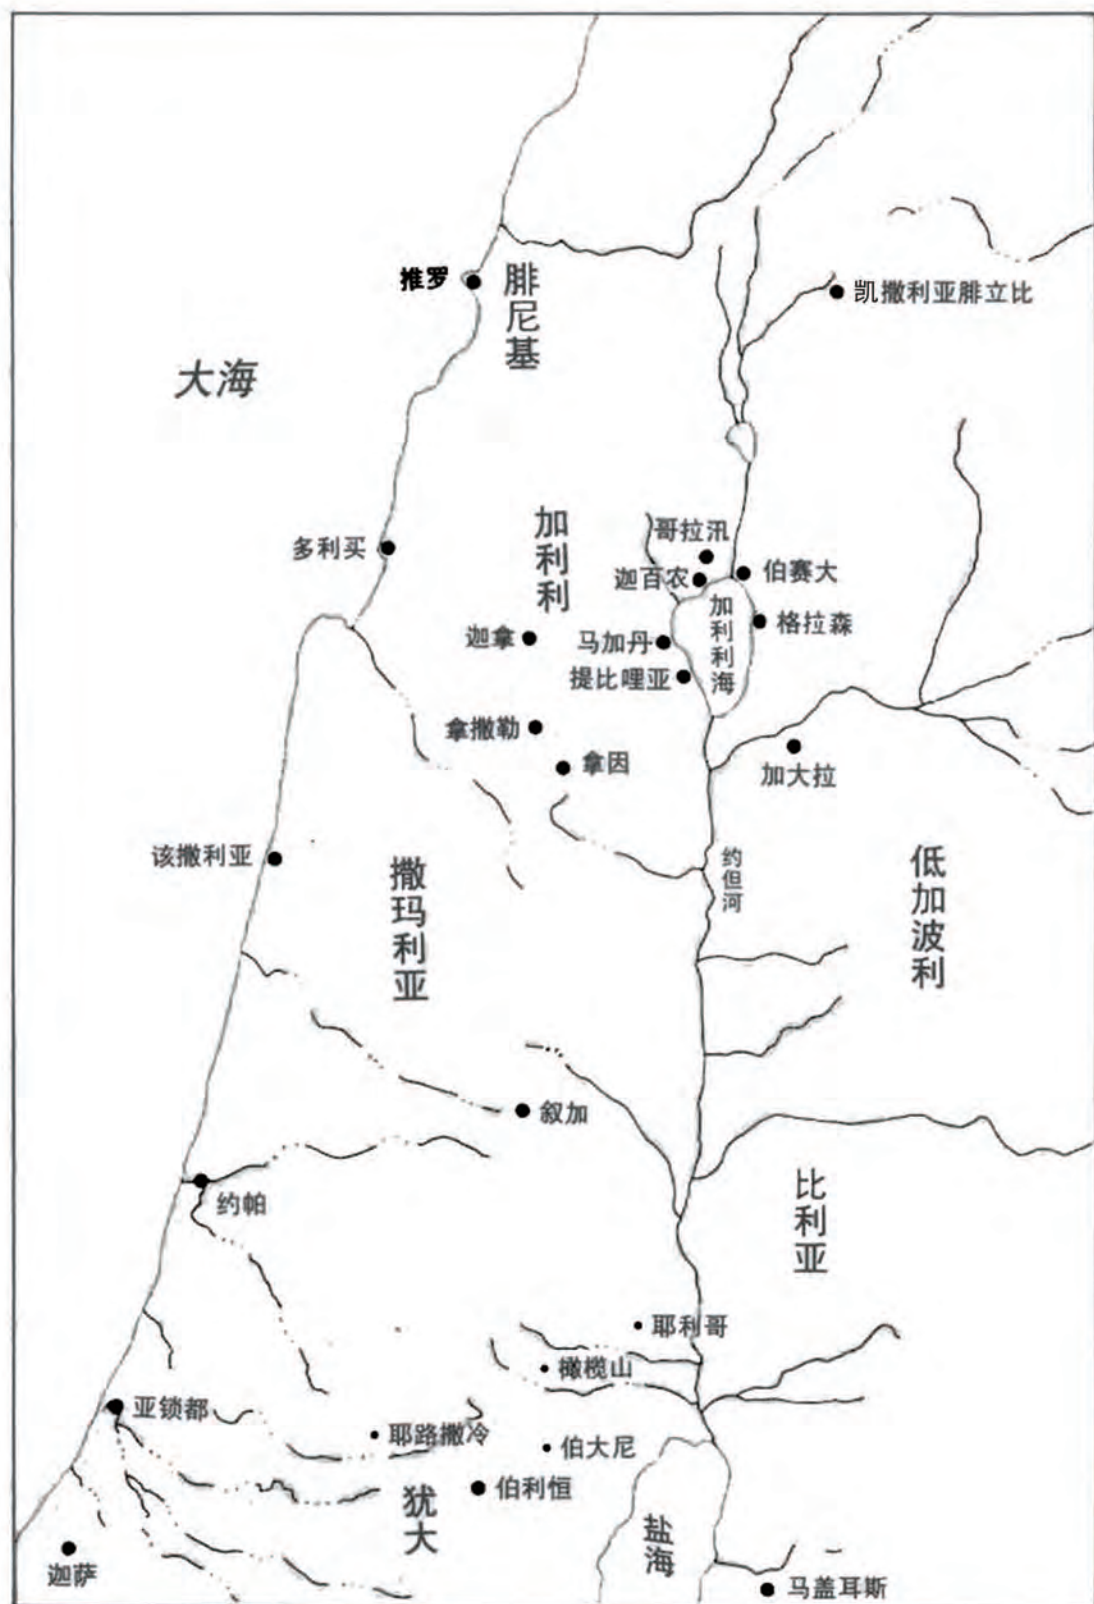 推罗
腓尼基
凯撒利亚腓立比
大海
加利利
哥拉汛
多利买
迦百农
伯赛大
加利利海
格拉森
迦拿
马加丹
提比哩亚
拿撒勒
拿因
加大拉
该撒利亚
撒玛利亚
约但河
低加波利
叙加
约帕
比利亚
耶利哥
橄榄山
亚锁都
耶路撒冷
伯大尼
伯利恒
犹大
盐海
迦萨
马盖耳斯